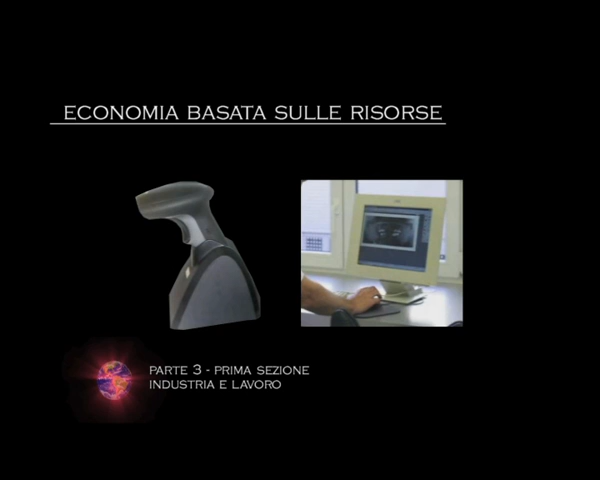 ECONOMIA BASATA SULLE RISORSE
PARTE 3 - PRIMA SEZIONE
INDUSTRIA E LAVORO